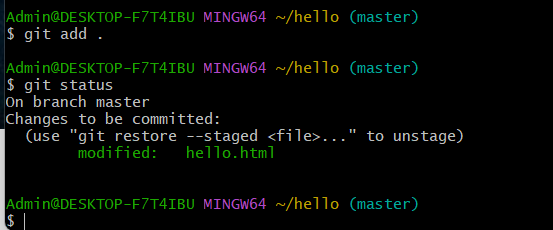 Admin@DESKTOP-F7T4IBU MINGW64 ~/hello (master)
$ git add .
Admin@DESKTOP-F7T4IBU MINGW64 ~/hello (master)
$ git status
On branch master
Changes to be committed:
  (use "git restore --staged <file>..." to unstage)
        modified:   hello.html
Admin@DESKTOP-F7T4IBU MINGW64 ~/hello (master)
$